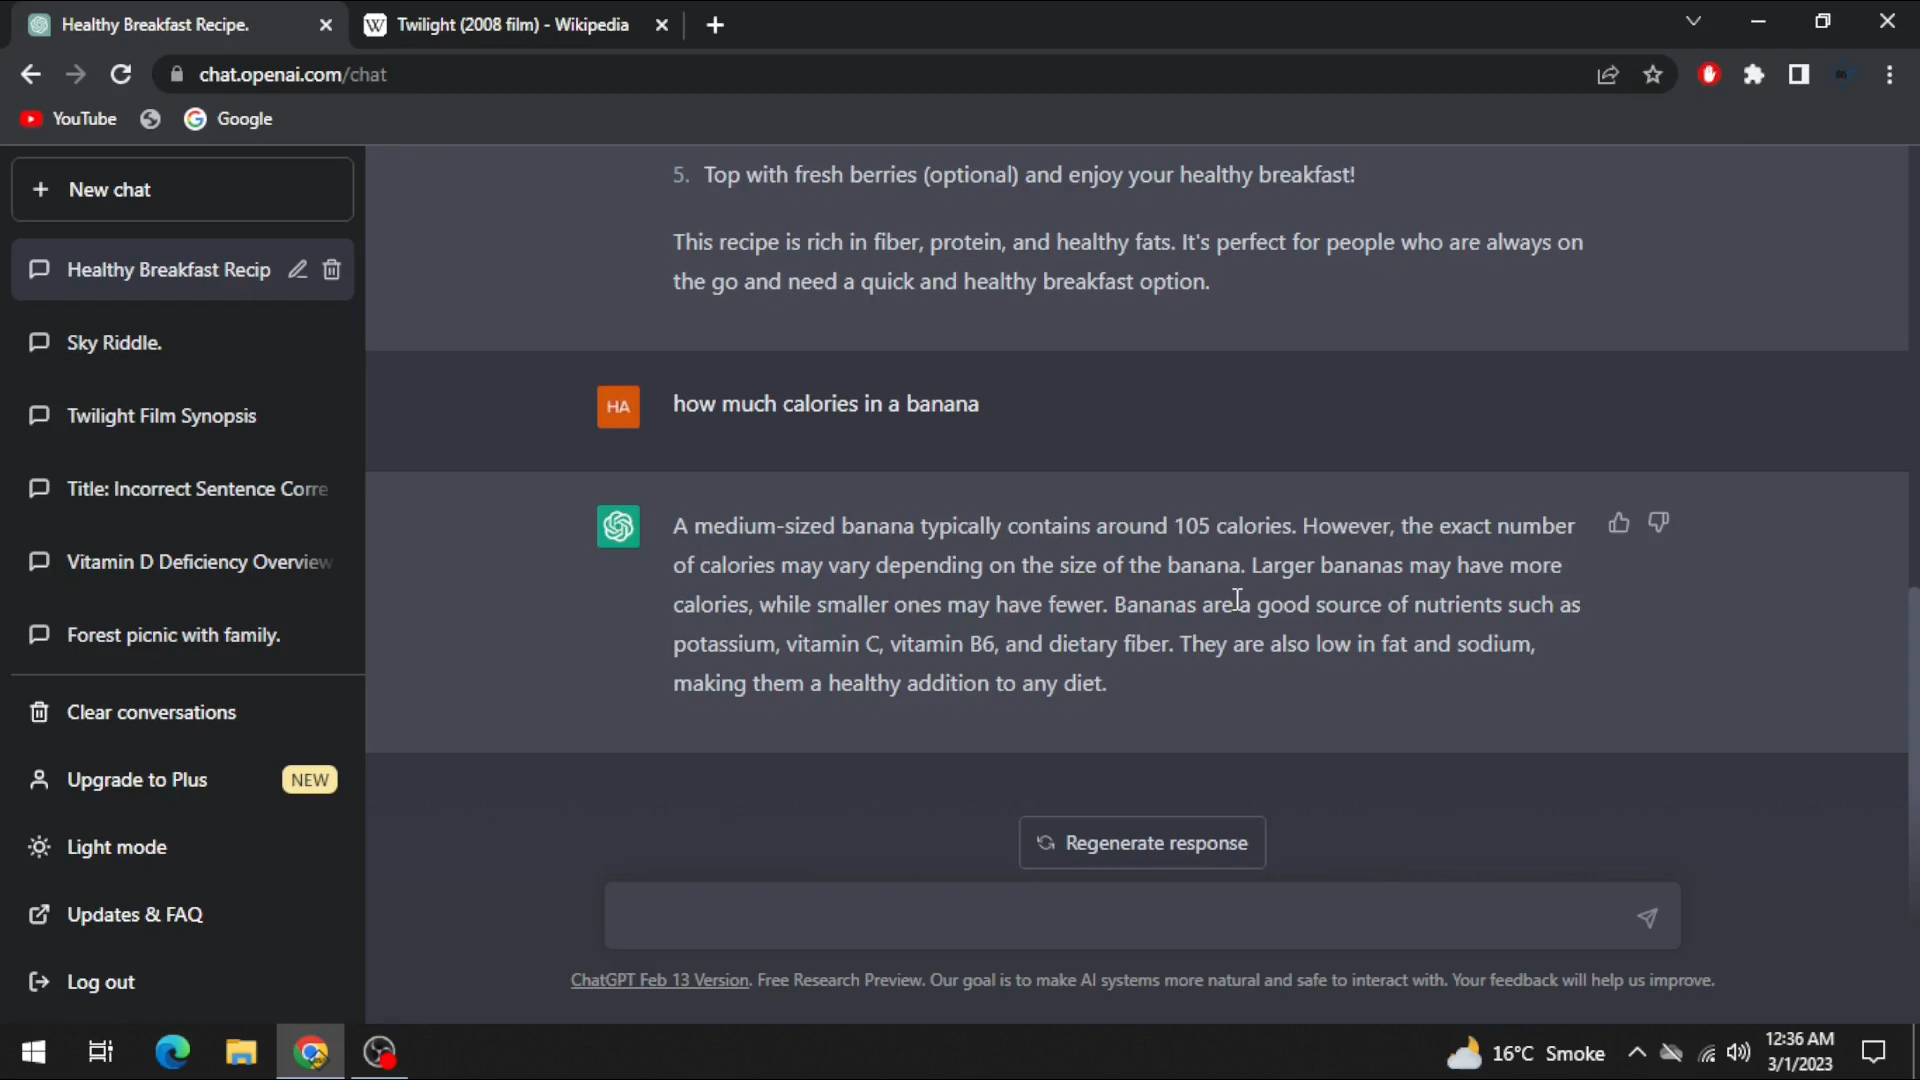 Healthy Breakfast Recipe.
W Twilight (2008 film) - Wikipedia
chat.openai.com/chat
YouTube
Google
New chat
Healthy Breakfast Recip
Sky Riddle.
Twilight Film Synopsis
Title: Incorrect Sentence Corre
Vitamin D Deficiency Overview
Forest picnic with family.
Clear conversations
Upgrade to Plus NEW
Light mode
Updates & FAQ
Log out
5. Top with fresh berries (optional) and enjoy your healthy breakfast!
This recipe is rich in fiber, protein, and healthy fats. It's perfect for people who are always on
the go and need a quick and healthy breakfast option.
HA how much calories in a banana
A medium-sized banana typically contains around 105 calories. However, the exact number
of calories may vary depending on the size of the banana. Larger bananas may have more
calories, while smaller ones may have fewer. Bananas are a good source of nutrients such as
potassium, vitamin C, vitamin B6, and dietary fiber. They are also low in fat and sodium,
making them a healthy addition to any diet.
Regenerate response
ChatGPT Feb 13 Version. Free Research Preview. Our goal is to make AI systems more natural and safe to interact with. Your feedback will help us improve.
16°C Smoke
12:36 AM
3/1/2023